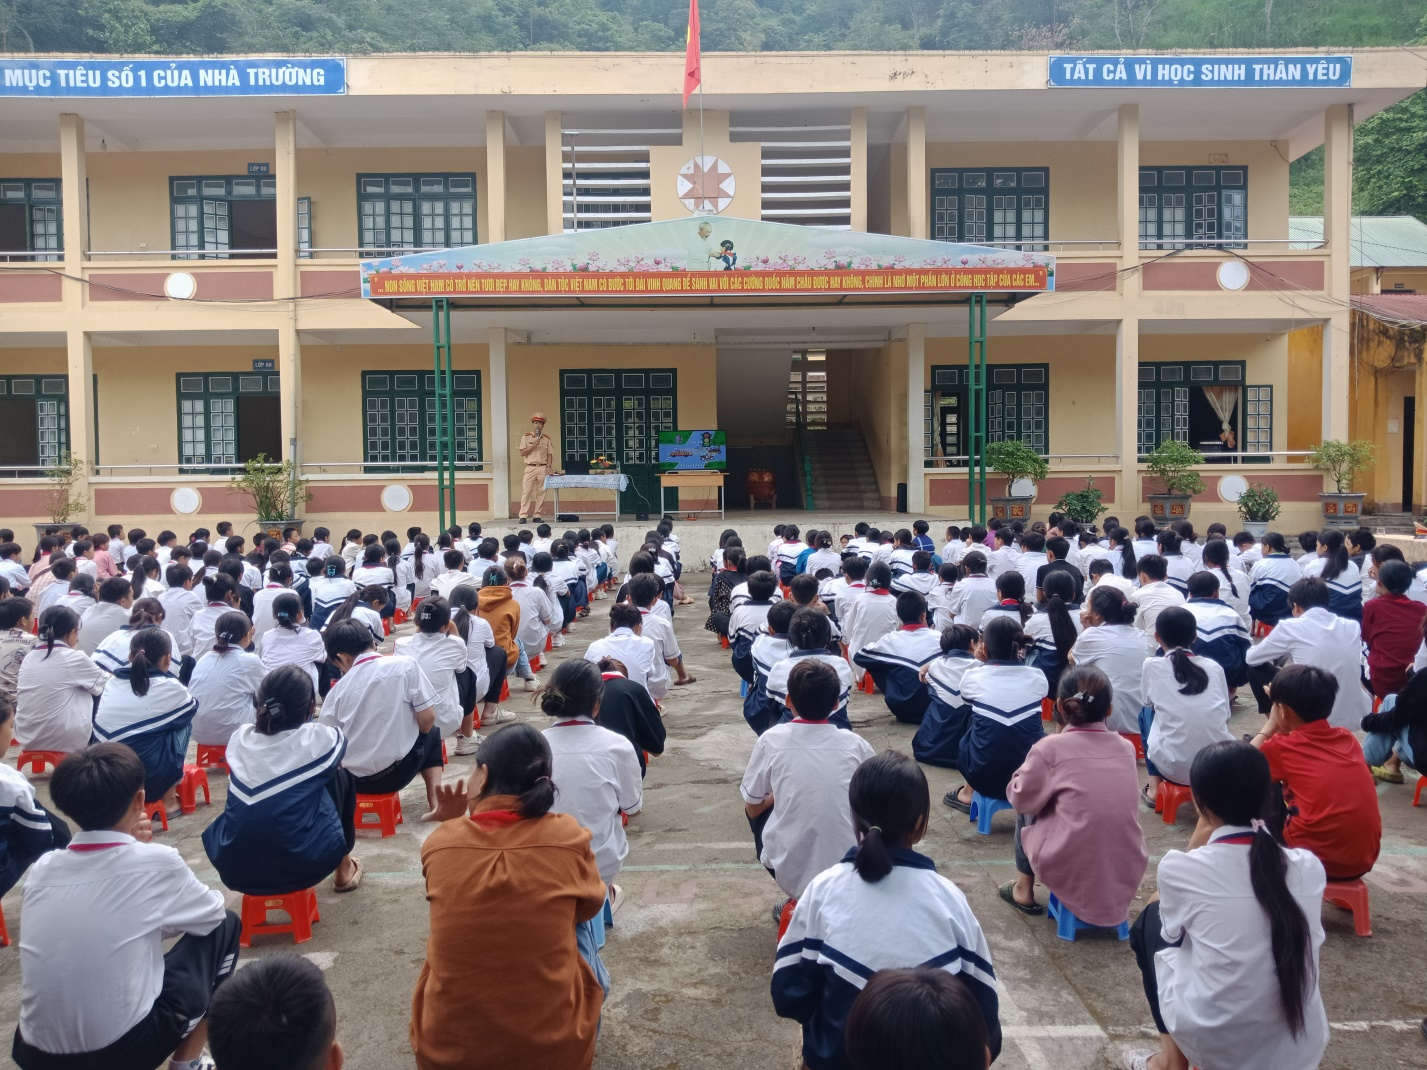 MỤC TIÊU SỐ 1 CỦA NHÀ TRƯỜNG
TẤT CẢ VÌ HỌC SINH THÂN YÊU
"... NON SÔNG VIỆT NAM CÓ TRỞ NÊN TƯƠI ĐẸP HAY KHÔNG, DÂN TỘC VIỆT NAM CÓ BƯỚC TỚI ĐÀI VINH QUANG ĐỂ SÁNH VAI VỚI CÁC CƯỜNG QUỐC NĂM CHÂU ĐƯỢC HAY KHÔNG, CHÍNH LÀ NHỜ MỘT PHẦN LỚN Ở CÔNG HỌC TẬP CỦA CÁC EM..."
LỚP
LỚP